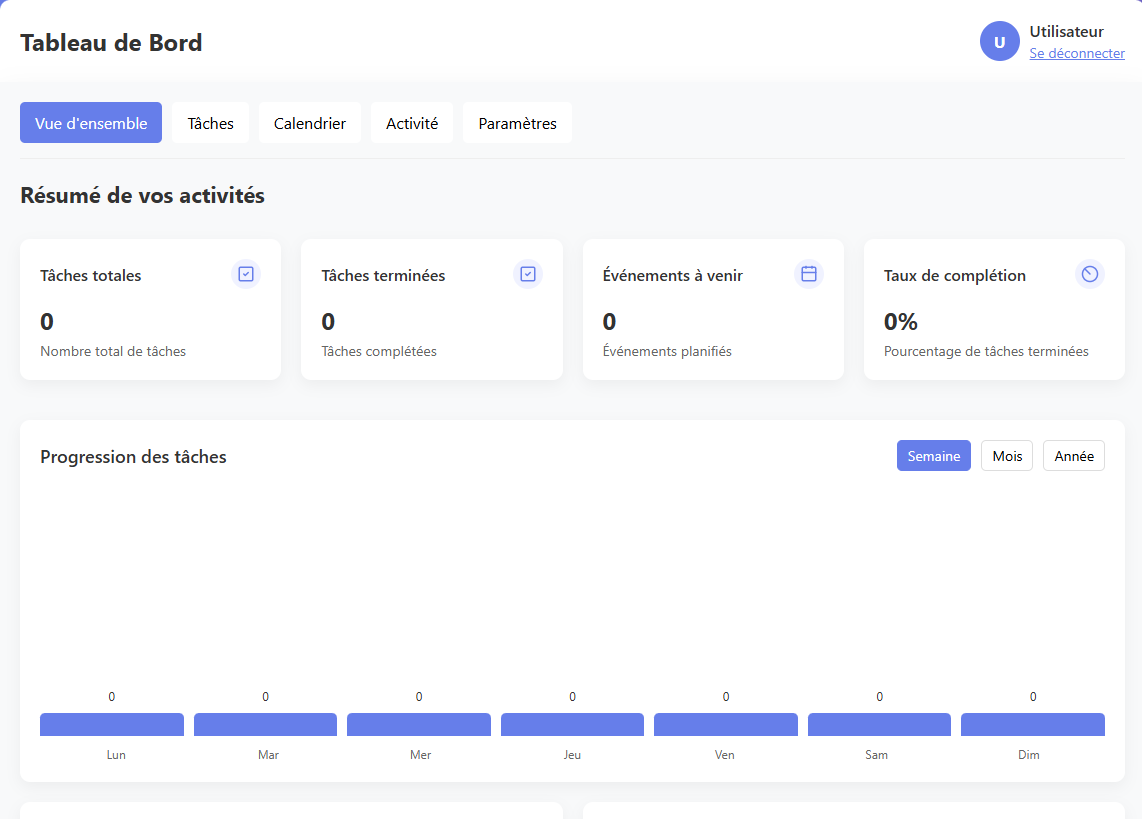 Tableau de Bord
U
Utilisateur
Se déconnecter
Vue d'ensemble
Tâches
Calendrier
Activité
Paramètres
Résumé de vos activités
Tâches totales
0
Nombre total de tâches
Tâches terminées
0
Tâches complétées
Événements à venir
0
Événements planifiés
Taux de complétion
0%
Pourcentage de tâches terminées
Progression des tâches
Semaine
Mois
Année
0 0 0 0 0 0 0
Lun Mar Mer Jeu Ven Sam Dim